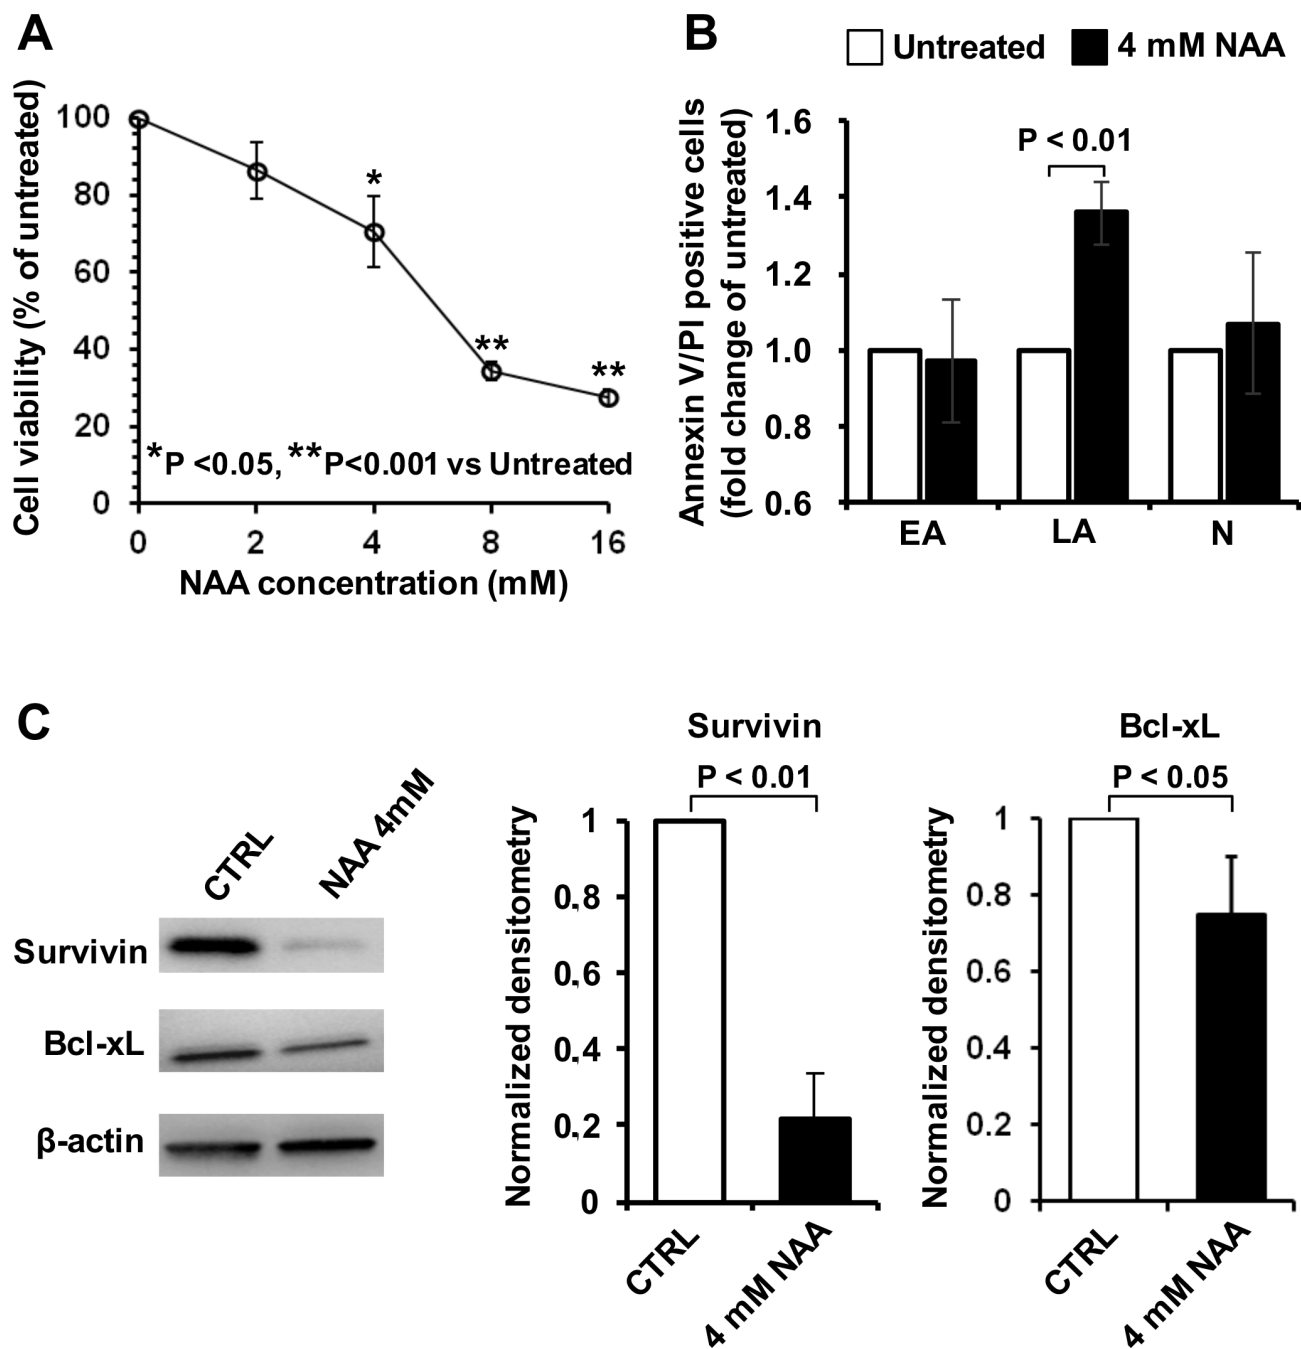 A
Cell viability (% of untreated)
100
80
60
40
20
0
*
**
**
*P <0.05, **P<0.001 vs Untreated
0 2 4 8 16
NAA concentration (mM)
B
Untreated 4 mM NAA
Annexin V/PI positive cells
(fold change of untreated)
1.6
1.4
1.2
1.0
0.8
0.6
P < 0.01
EA LA N
C
CTRL NAA 4mM
Survivin
Bcl-xL
β-actin
Survivin
P < 0.01
Normalized densitometry
1
0.8
0.6
0.4
0.2
0
CTRL 4 mM NAA
Bcl-xL
P < 0.05
Normalized densitometry
1
0.8
0.6
0.4
0.2
0
CTRL 4 mM NAA